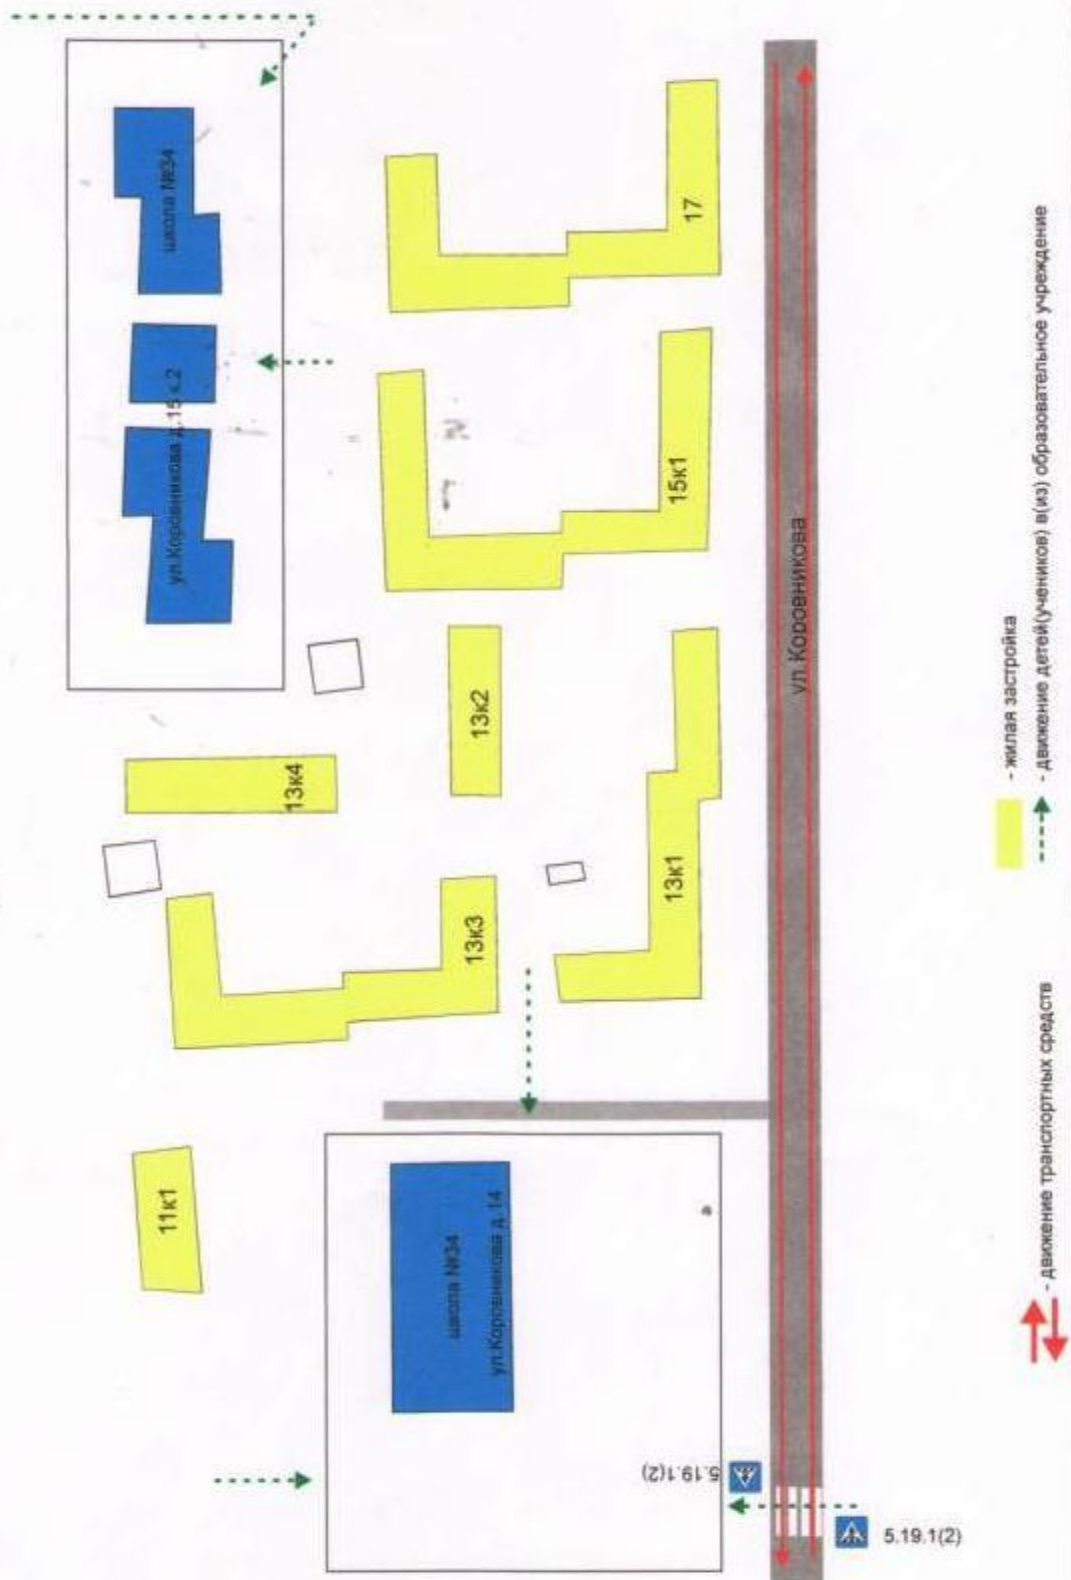 школа №34
ул.Коровникова д.15 к.2
17
15к1
13к2
13к4
13к3
13к1
11к1
школа №34
ул.Коровникова д.14
ул.Коровникова
5.19.1(2)
5.19.1(2)
- жилая застройка
- движение детей(учеников) в(из) образовательное учреждение
- движение транспортных средств